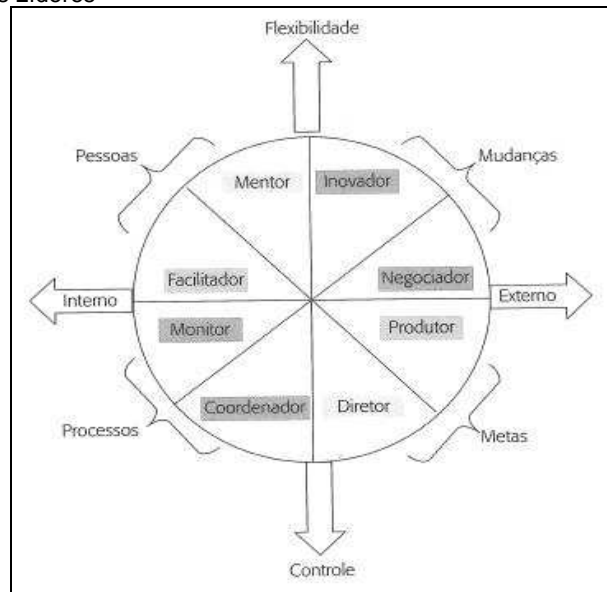 Flexibilidade
Pessoas
Mudanças
Mentor
Inovador
Facilitador
Negociador
Interno
Externo
Monitor
Produtor
Coordenador
Diretor
Processos
Metas
Controle